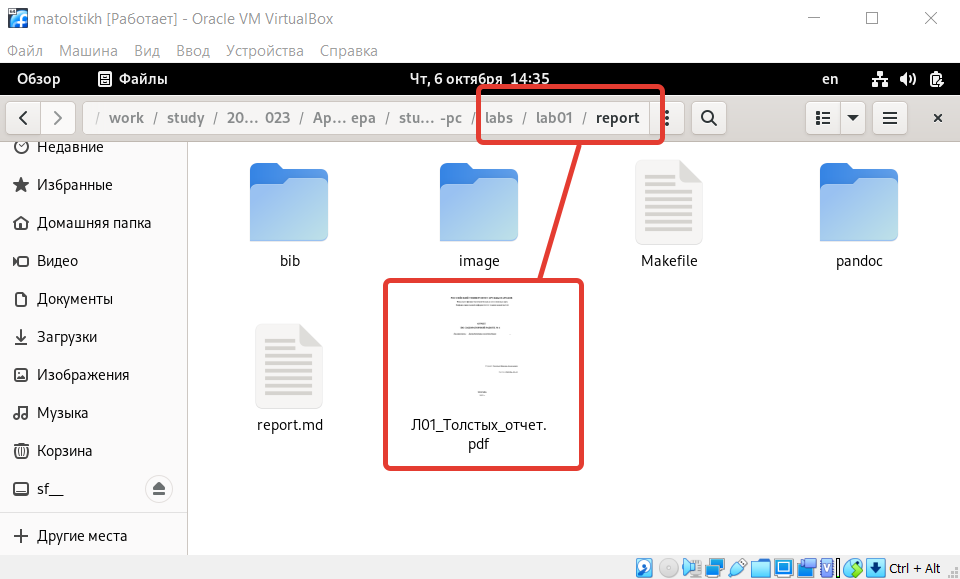 matolstikh [Работает] - Oracle VM VirtualBox
Файл Машина Вид Ввод Устройства Справка
Обзор Файлы Чт, 6 октября 14:35 en
/ work / study / 20… 023 / Ap… ера / stu… -pc / labs / lab01 / report
Недавние
Избранные
Домашняя папка
Видео
Документы
Загрузки
Изображения
Музыка
Корзина
sf__
Другие места
bib
image
Makefile
pandoc
report.md
Л01_Толстых_отчет.
pdf
Ctrl + Alt